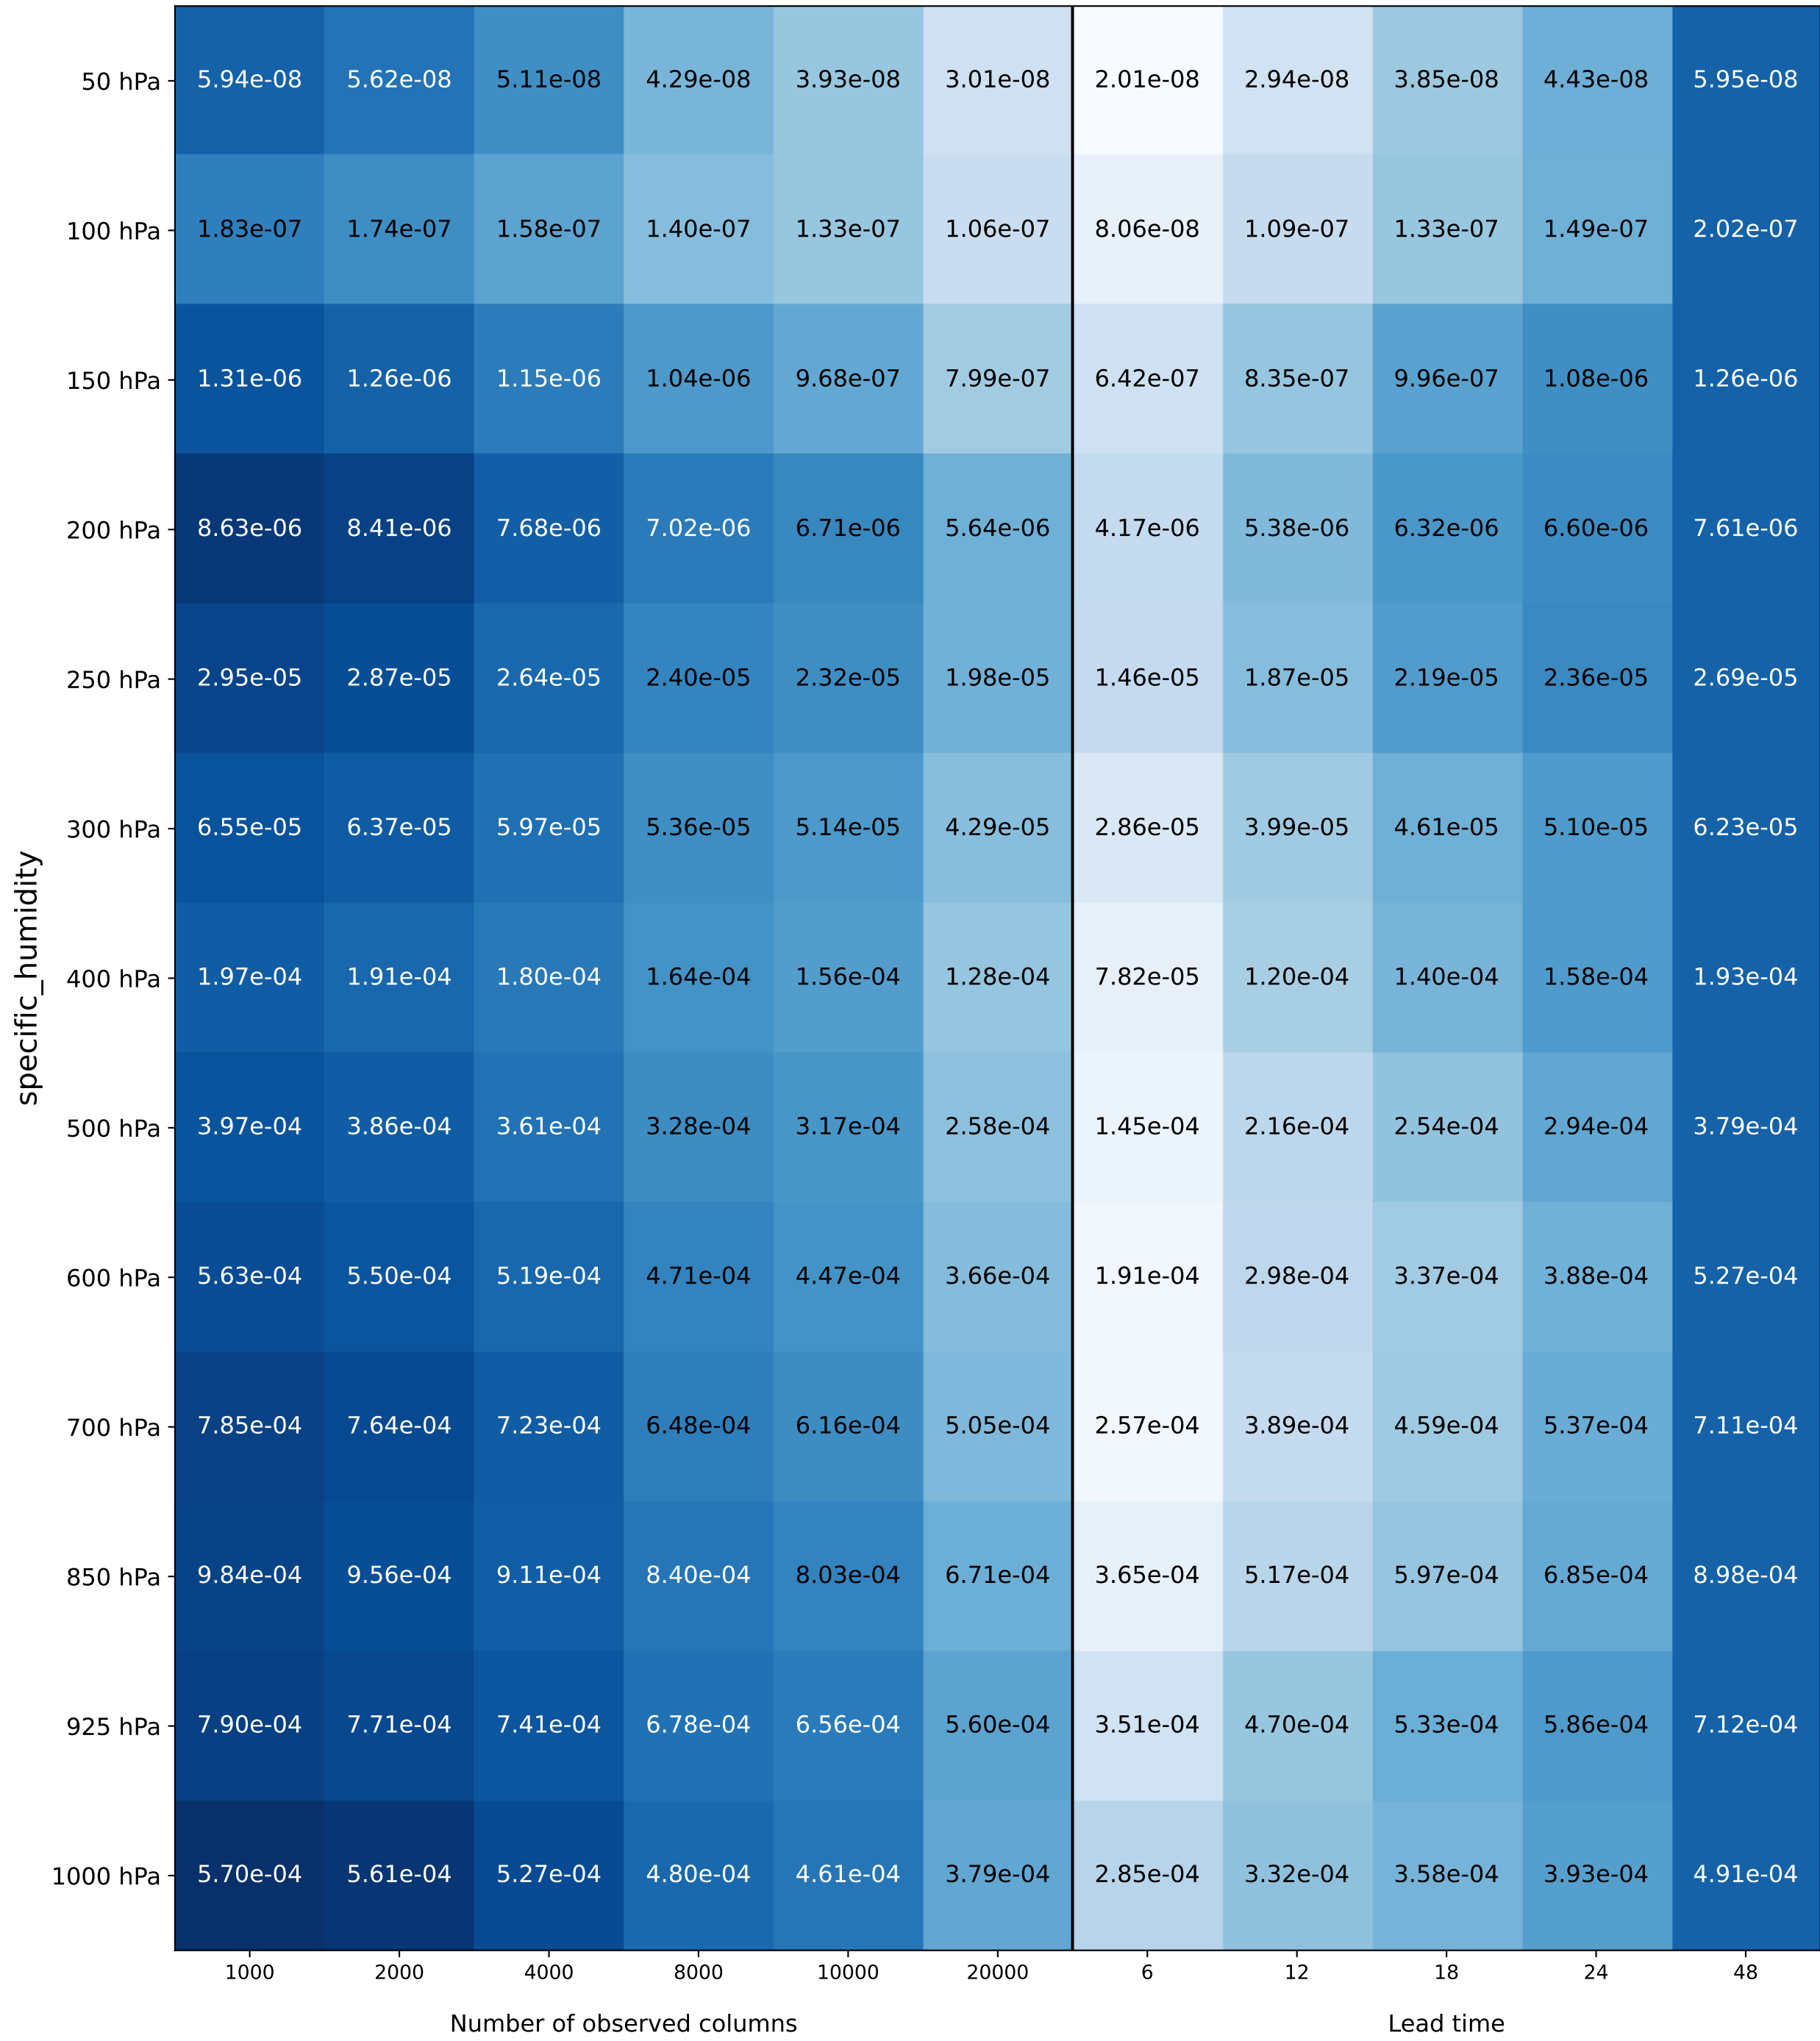 specific_humidity
50 hPa 5.94e-08 5.62e-08 5.11e-08 4.29e-08 3.93e-08 3.01e-08 2.01e-08 2.94e-08 3.85e-08 4.43e-08 5.95e-08
100 hPa 1.83e-07 1.74e-07 1.58e-07 1.40e-07 1.33e-07 1.06e-07 8.06e-08 1.09e-07 1.33e-07 1.49e-07 2.02e-07
150 hPa 1.31e-06 1.26e-06 1.15e-06 1.04e-06 9.68e-07 7.99e-07 6.42e-07 8.35e-07 9.96e-07 1.08e-06 1.26e-06
200 hPa 8.63e-06 8.41e-06 7.68e-06 7.02e-06 6.71e-06 5.64e-06 4.17e-06 5.38e-06 6.32e-06 6.60e-06 7.61e-06
250 hPa 2.95e-05 2.87e-05 2.64e-05 2.40e-05 2.32e-05 1.98e-05 1.46e-05 1.87e-05 2.19e-05 2.36e-05 2.69e-05
300 hPa 6.55e-05 6.37e-05 5.97e-05 5.36e-05 5.14e-05 4.29e-05 2.86e-05 3.99e-05 4.61e-05 5.10e-05 6.23e-05
400 hPa 1.97e-04 1.91e-04 1.80e-04 1.64e-04 1.56e-04 1.28e-04 7.82e-05 1.20e-04 1.40e-04 1.58e-04 1.93e-04
500 hPa 3.97e-04 3.86e-04 3.61e-04 3.28e-04 3.17e-04 2.58e-04 1.45e-04 2.16e-04 2.54e-04 2.94e-04 3.79e-04
600 hPa 5.63e-04 5.50e-04 5.19e-04 4.71e-04 4.47e-04 3.66e-04 1.91e-04 2.98e-04 3.37e-04 3.88e-04 5.27e-04
700 hPa 7.85e-04 7.64e-04 7.23e-04 6.48e-04 6.16e-04 5.05e-04 2.57e-04 3.89e-04 4.59e-04 5.37e-04 7.11e-04
850 hPa 9.84e-04 9.56e-04 9.11e-04 8.40e-04 8.03e-04 6.71e-04 3.65e-04 5.17e-04 5.97e-04 6.85e-04 8.98e-04
925 hPa 7.90e-04 7.71e-04 7.41e-04 6.78e-04 6.56e-04 5.60e-04 3.51e-04 4.70e-04 5.33e-04 5.86e-04 7.12e-04
1000 hPa 5.70e-04 5.61e-04 5.27e-04 4.80e-04 4.61e-04 3.79e-04 2.85e-04 3.32e-04 3.58e-04 3.93e-04 4.91e-04
1000 2000 4000 8000 10000 20000 6 12 18 24 48
Number of observed columns Lead time